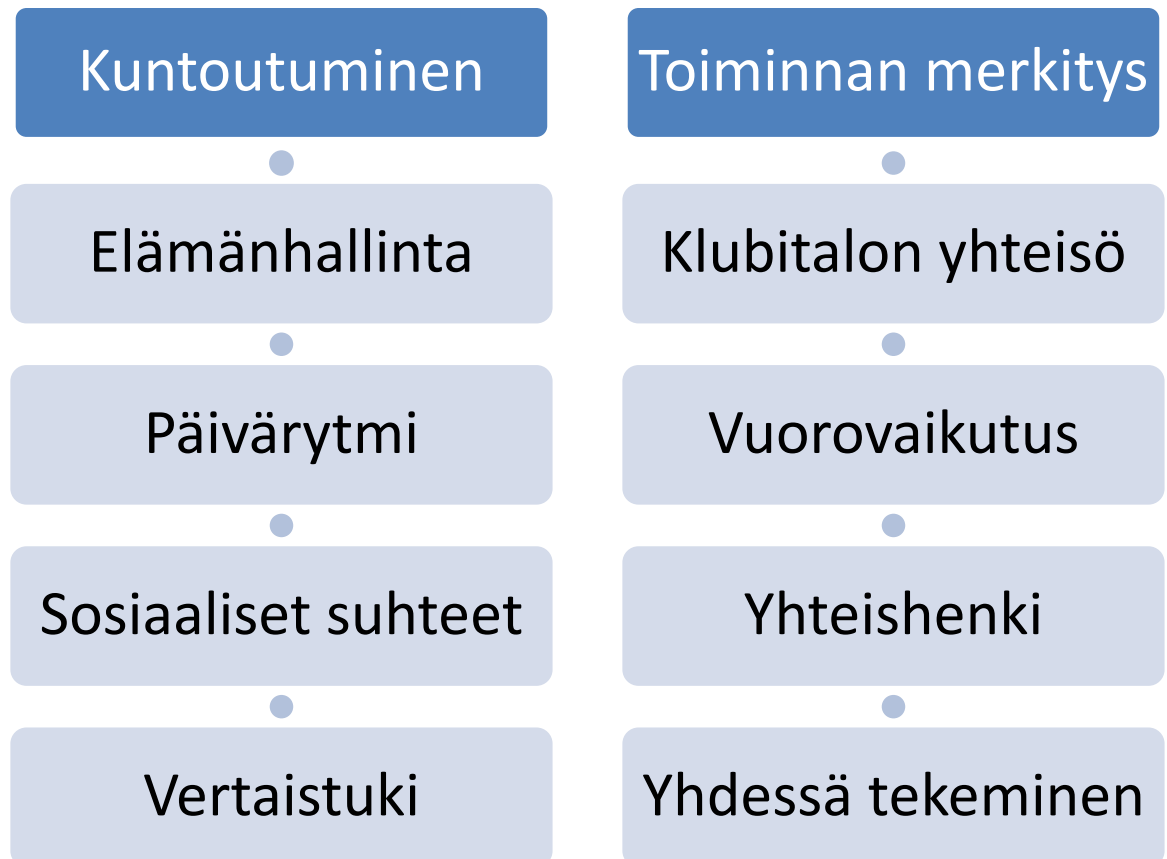 Kuntoutuminen
Elämänhallinta
Päivärytmi
Sosiaaliset suhteet
Vertaistuki
Toiminnan merkitys
Klubitalon yhteisö
Vuorovaikutus
Yhteishenki
Yhdessä tekeminen